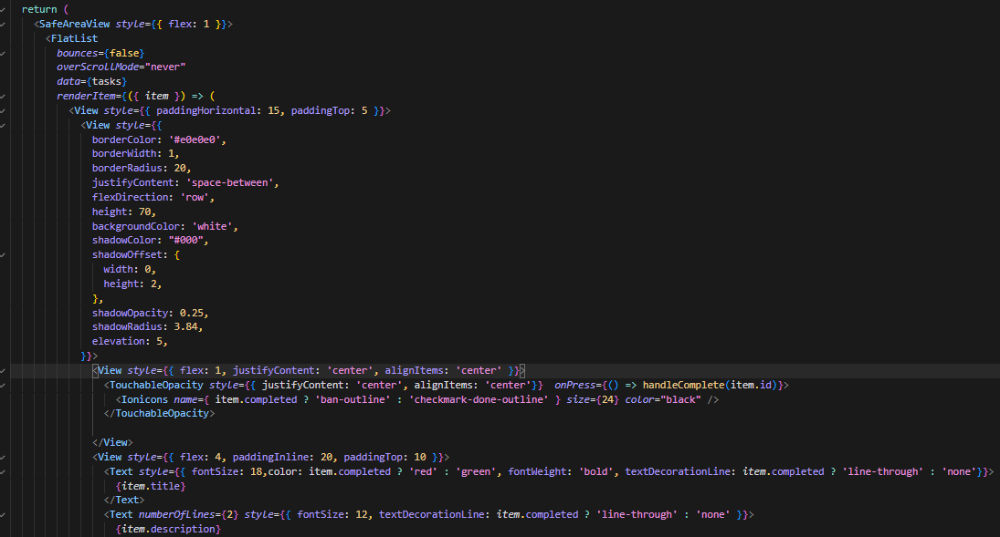 return (
<SafeAreaView style={{ flex: 1 }}>
<FlatList
bounces={false}
overScrollMode="never"
data={tasks}
renderItem={({ item }) => (
<View style={{ paddingHorizontal: 15, paddingTop: 5 }}>
<View style={{
borderColor: '#e0e0e0',
borderWidth: 1,
borderRadius: 20,
justifyContent: 'space-between',
flexDirection: 'row',
height: 70,
backgroundColor: 'white',
shadowColor: "#000",
shadowOffset: {
width: 0,
height: 2,
},
shadowOpacity: 0.25,
shadowRadius: 3.84,
elevation: 5,
}}>
<View style={{ flex: 1, justifyContent: 'center', alignItems: 'center' }}>
<TouchableOpacity style={{ justifyContent: 'center', alignItems: 'center'}}  onPress={() => handleComplete(item.id)}>
<Ionicons name={ item.completed ? 'ban-outline' : 'checkmark-done-outline' } size={24} color="black" />
</TouchableOpacity>
</View>
<View style={{ flex: 4, paddingInline: 20, paddingTop: 10 }}>
<Text style={{ fontSize: 18,color: item.completed ? 'red' : 'green', fontWeight: 'bold', textDecorationLine: item.completed ? 'line-through' : 'none'}}>
{item.title}
</Text>
<Text numberOfLines={2} style={{ fontSize: 12, textDecorationLine: item.completed ? 'line-through' : 'none' }}>
{item.description}